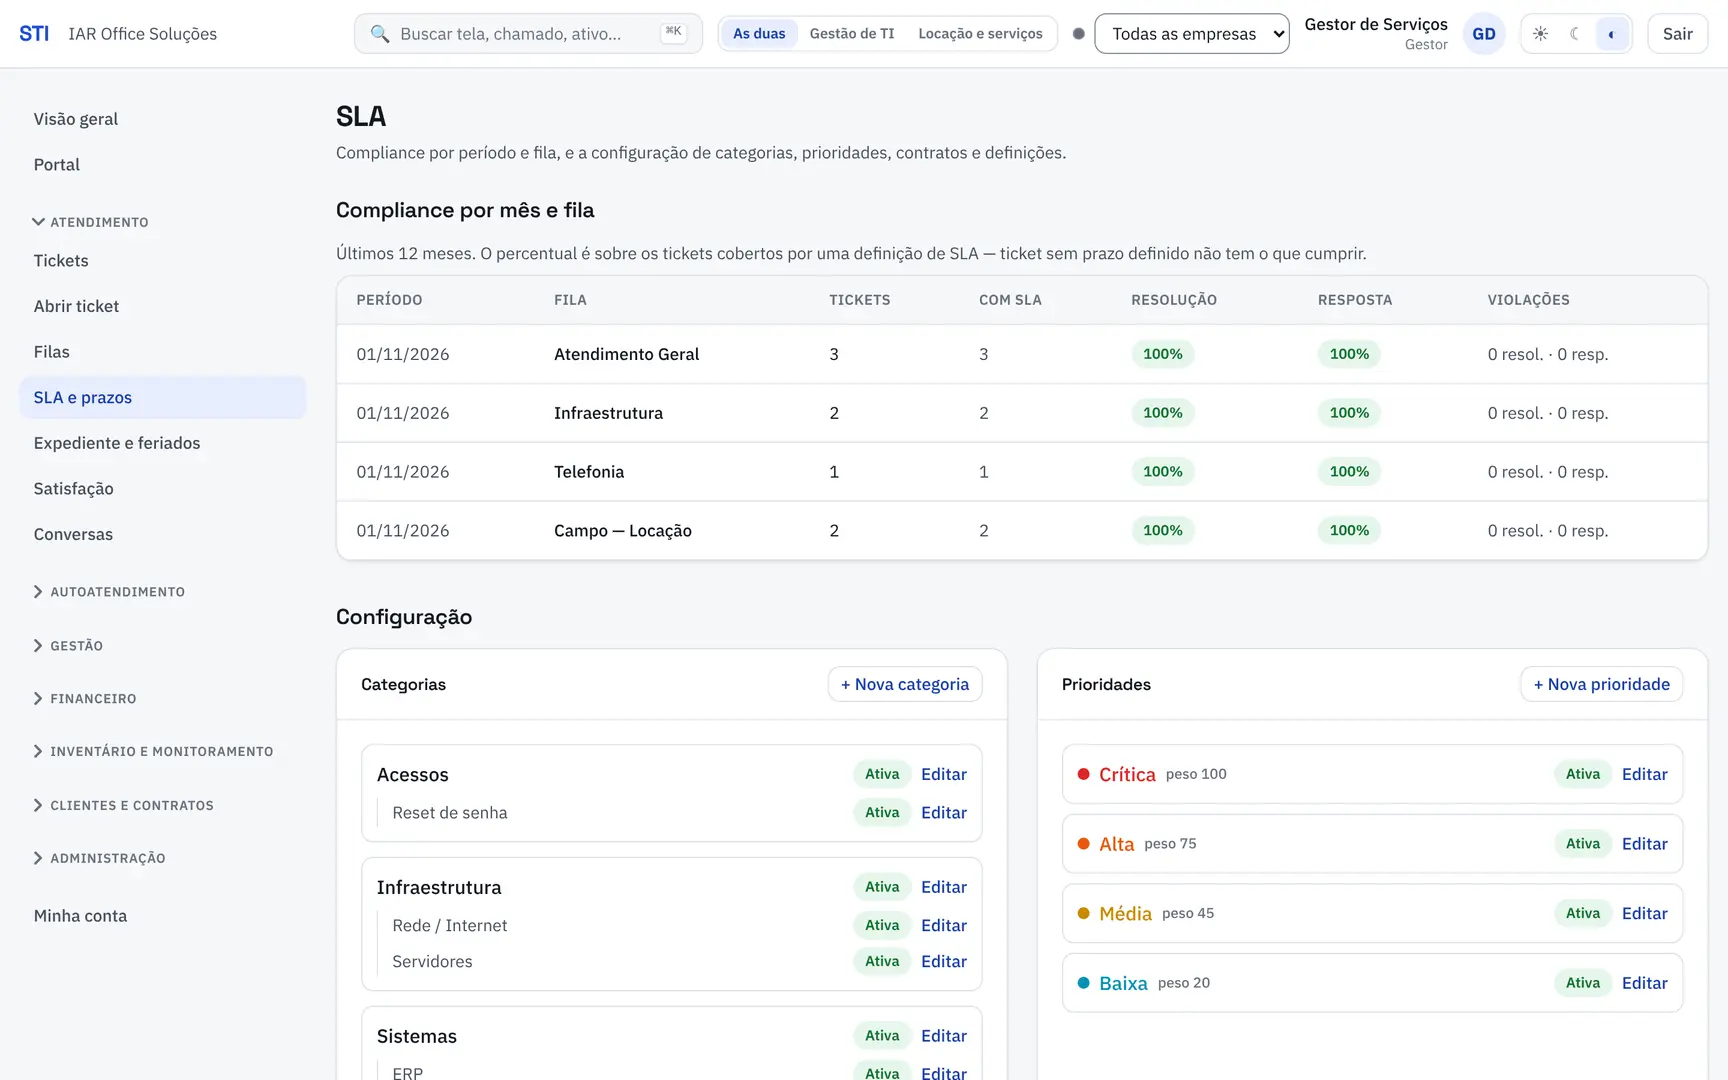 STI IAR Office Soluções
Buscar tela, chamado, ativo... ⌘K
As duas Gestão de TI Locação e serviços
Todas as empresas
Gestor de Serviços
Gestor
GD
Sair
Visão geral
Portal
ATENDIMENTO
Tickets
Abrir ticket
Filas
SLA e prazos
Expediente e feriados
Satisfação
Conversas
AUTOATENDIMENTO
GESTÃO
FINANCEIRO
INVENTÁRIO E MONITORAMENTO
CLIENTES E CONTRATOS
ADMINISTRAÇÃO
Minha conta
SLA
Compliance por período e fila, e a configuração de categorias, prioridades, contratos e definições.
Compliance por mês e fila
Últimos 12 meses. O percentual é sobre os tickets cobertos por uma definição de SLA — ticket sem prazo definido não tem o que cumprir.
PERÍODO FILA TICKETS COM SLA RESOLUÇÃO RESPOSTA VIOLAÇÕES
01/11/2026 Atendimento Geral 3 3 100% 100% 0 resol. · 0 resp.
01/11/2026 Infraestrutura 2 2 100% 100% 0 resol. · 0 resp.
01/11/2026 Telefonia 1 1 100% 100% 0 resol. · 0 resp.
01/11/2026 Campo — Locação 2 2 100% 100% 0 resol. · 0 resp.
Configuração
Categorias + Nova categoria
Acessos Ativa Editar
Reset de senha Ativa Editar
Infraestrutura Ativa Editar
Rede / Internet Ativa Editar
Servidores Ativa Editar
Sistemas Ativa Editar
ERP Ativa Editar
Prioridades + Nova prioridade
Crítica peso 100 Ativa Editar
Alta peso 75 Ativa Editar
Média peso 45 Ativa Editar
Baixa peso 20 Ativa Editar